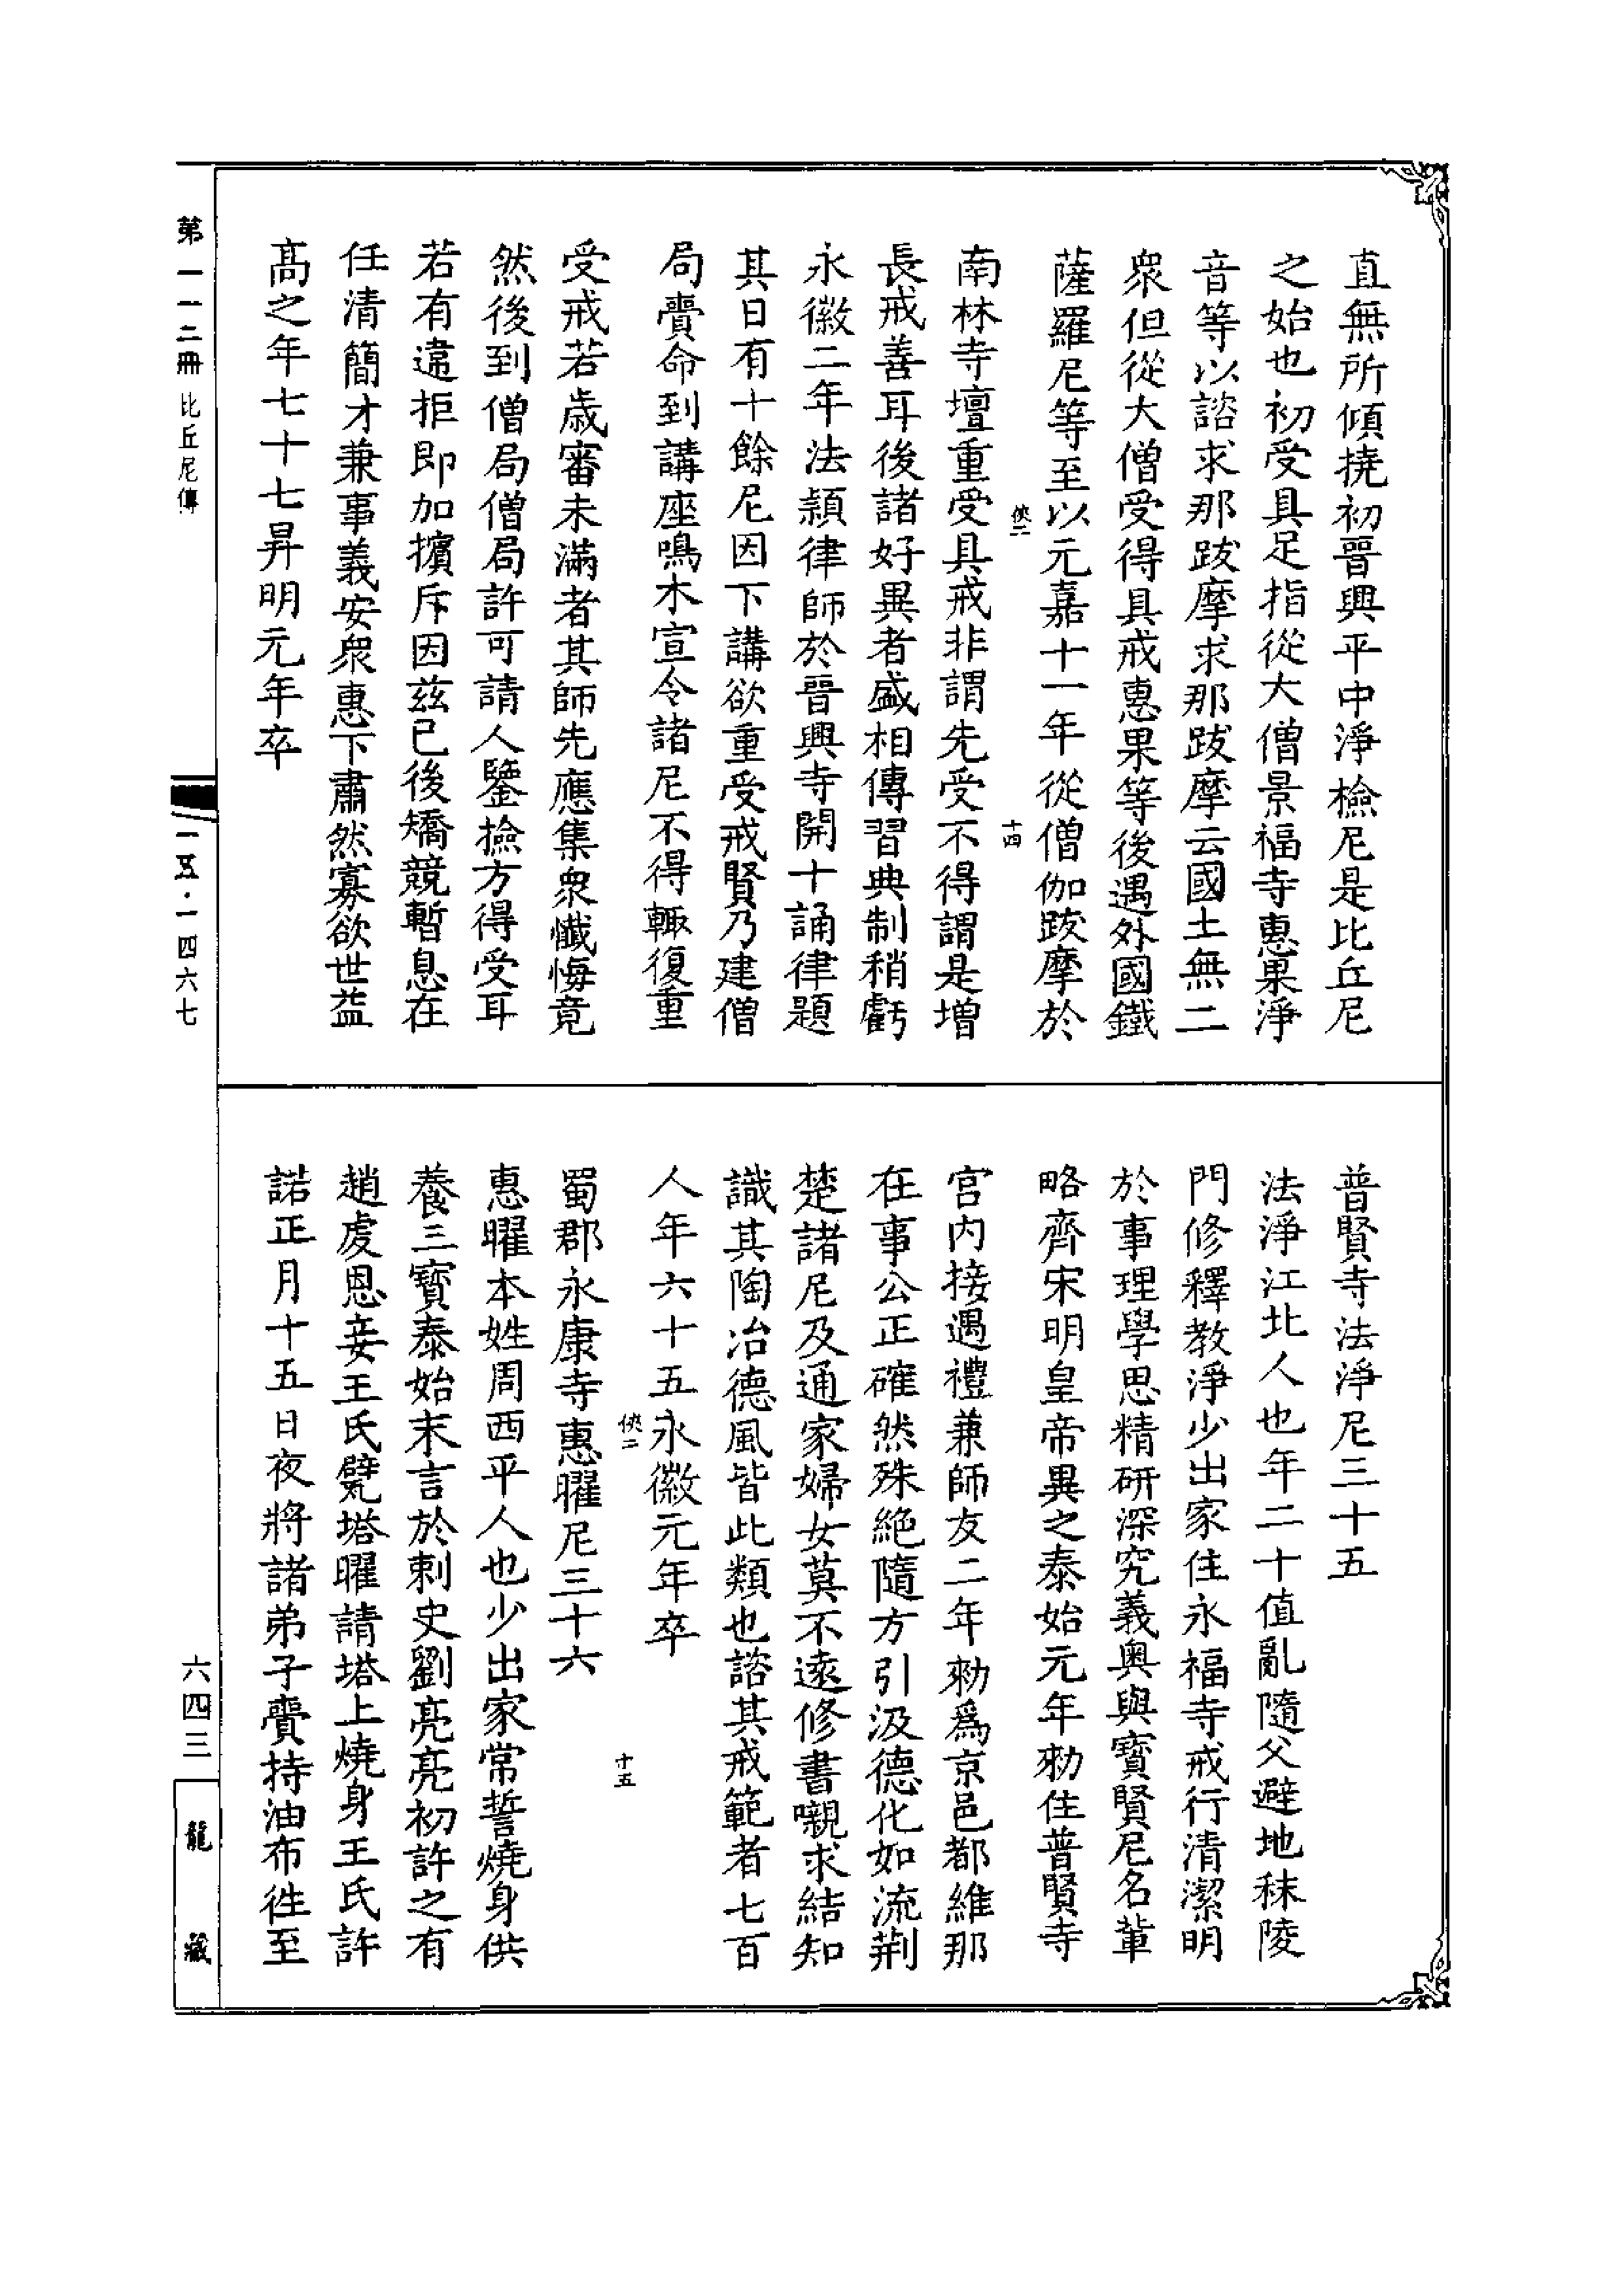 直無所傾撓初晉興平中淨檢尼是比丘尼
之始也初受具足指從大僧景福寺惠果淨
音等以諮求那跋摩求那跋摩云國土無二
衆但從大僧受得具戒惠果等後遇外國鐵
薩羅尼等至以元嘉十一年從僧伽跋摩於
俠二
十四
南林寺壇重受具戒非謂先受不得謂是增
長戒善耳後諸好異者盛相傳習典制稍虧
永徽二年法穎律師於晉興寺開十誦律題
其日有十餘尼因下講欲重受戒賢乃建僧
局賷命到講座鳴木宣令諸尼不得輙復重
受戒若歲審未滿者其師先應集衆懺悔竟
然後到僧局僧局許可請人鑒撿方得受耳
若有違拒即加擯斥因茲已後矯競暫息在
任清簡才兼事義安衆惠下肅然寡欲世益
髙之年七十七昇明元年卒
普賢寺法淨尼三十五
法淨江北人也年二十值亂隨父避地秣陵
門修釋教淨少出家住永福寺戒行清潔明
於事理學思精研深究義奧與寶賢尼名輩
略齊宋明皇帝異之泰始元年勑住普賢寺
宮內接遇禮兼師友二年勑爲京邑都維那
在事公正確然殊絕隨方引汲德化如流荆
楚諸尼及通家婦女莫不遠修書嚫求結知
識其陶冶德風皆此類也諮其戒範者七百
人年六十五永徽元年卒
俠二
十五
蜀郡永康寺惠曜尼三十六
惠曜本姓周西平人也少出家常誓燒身供
養三寶泰始末言於刺史劉亮亮初許之有
趙處恩妾王氏甓塔曜請塔上燒身王氏許
諾正月十五日夜將諸弟子賷持油布徃至
第一一二冊 比丘尼傳
一五·一四六七
六四三
龍藏